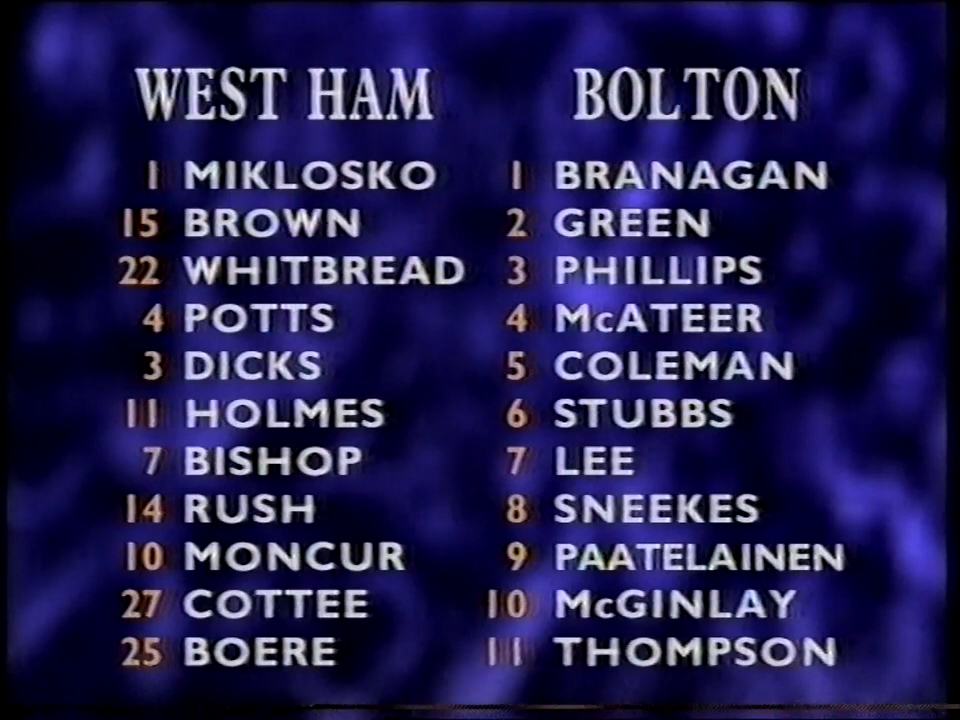 WEST HAM BOLTON
1 MIKLOSKO 1 BRANAGAN
15 BROWN 2 GREEN
22 WHITBREAD 3 PHILLIPS
4 POTTS 4 McATEER
3 DICKS 5 COLEMAN
11 HOLMES 6 STUBBS
7 BISHOP 7 LEE
14 RUSH 8 SNEEKES
10 MONCUR 9 PAATELAINEN
27 COTTEE 10 McGINLAY
25 BOERE 11 THOMPSON